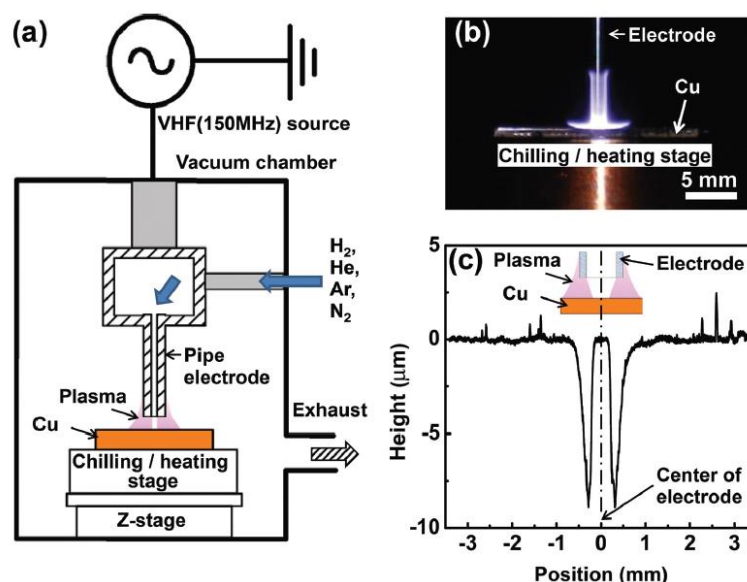 (a)
VHF(150MHz) source
Vacuum chamber
H2,
He,
Ar,
N2
Pipe
electrode
Plasma
Cu
Exhaust
Chilling / heating
stage
Z-stage
(b)
Electrode
Cu
Chilling / heating stage
5 mm
(c)
Plasma
Electrode
Cu
Center of
electrode
Height (μm)
5
0
-5
-10
-3 -2 -1 0 1 2 3
Position (mm)